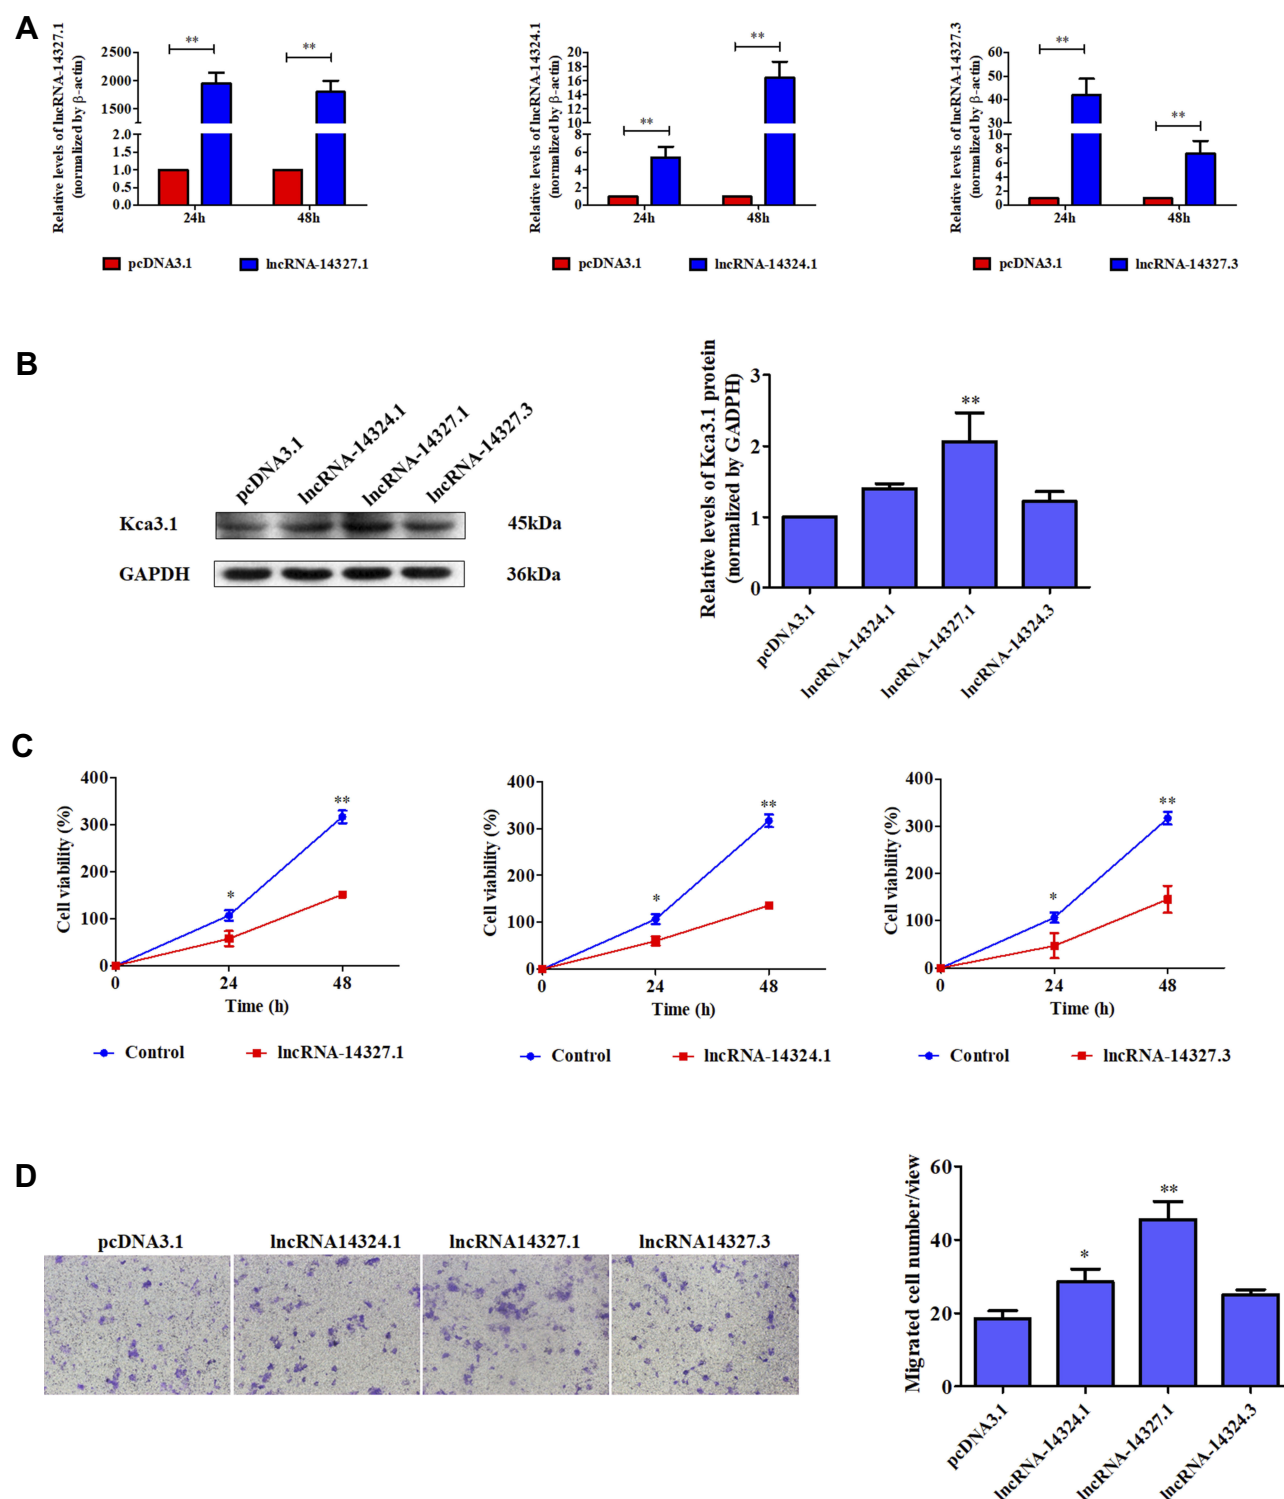 A
Relative levels of lncRNA-14327.1
(normalized by β-actin)
2500
2000
1500
2.0
1.5
1.0
0.5
0.0
**
**
24h
48h
pcDNA3.1
lncRNA-14327.1
Relative levels of lncRNA-14324.1
(normalized by β-actin)
20
18
16
14
12
10
8
6
4
2
0
**
**
24h
48h
pcDNA3.1
lncRNA-14324.1
Relative levels of lncRNA-14327.3
(normalized by β-actin)
60
50
40
30
10
8
6
4
2
0
**
**
24h
48h
pcDNA3.1
lncRNA-14327.3
B
pcDNA3.1
lncRNA-14324.1
lncRNA-14327.1
lncRNA-14327.3
Kca3.1
45kDa
GAPDH
36kDa
Relative levels of Kca3.1 protein
(normalized by GADPH)
3
2
1
0
**
pcDNA3.1
lncRNA-14324.1
lncRNA-14327.1
lncRNA-14324.3
C
Cell viability (%)
400
300
200
100
0
*
**
0
24
48
Time (h)
Control
lncRNA-14327.1
Cell viability (%)
400
300
200
100
0
*
**
0
24
48
Time (h)
Control
lncRNA-14324.1
Cell viability (%)
400
300
200
100
0
*
**
0
24
48
Time (h)
Control
lncRNA-14327.3
D
pcDNA3.1
lncRNA14324.1
lncRNA14327.1
lncRNA14327.3
Migrated cell number/view
60
40
20
0
*
**
pcDNA3.1
lncRNA-14324.1
lncRNA-14327.1
lncRNA-14324.3